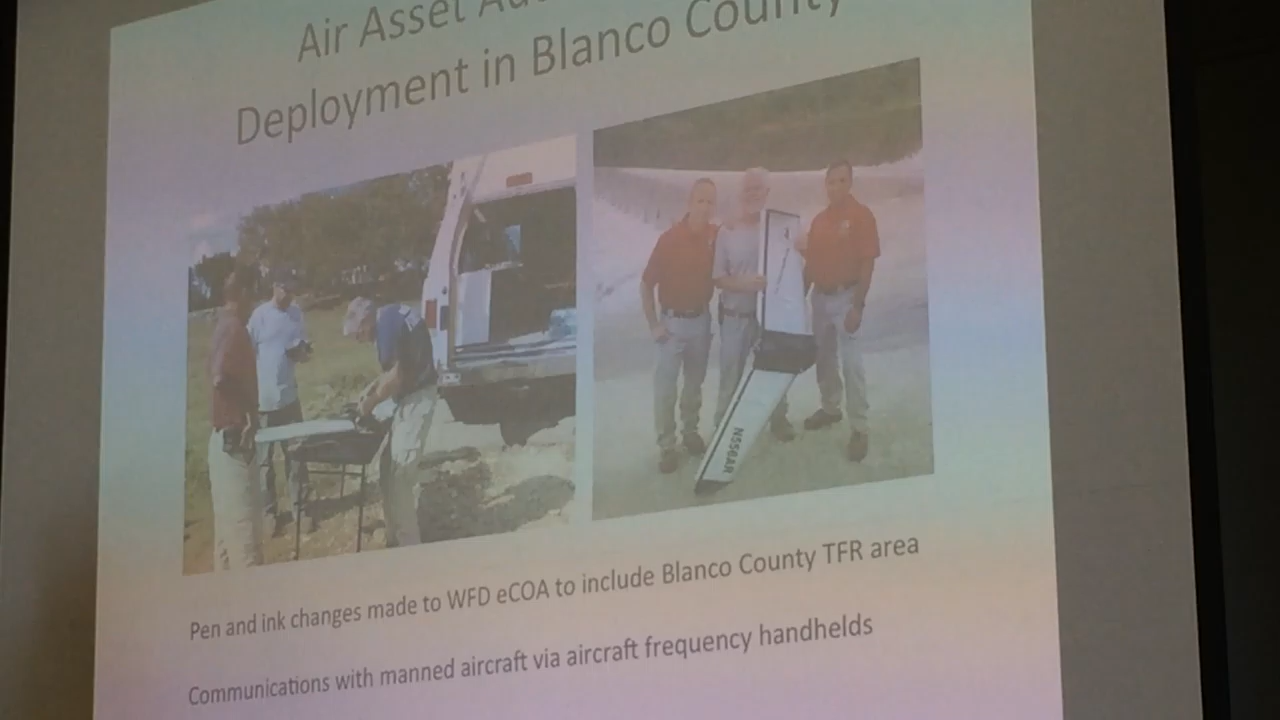 Air Asset
Deployment in Blanco County
N556AR
Pen and ink changes made to WFD eCOA to include Blanco County TFR area
Communications with manned aircraft via aircraft frequency handhelds